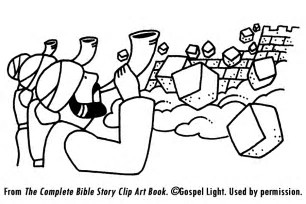 From The Complete Bible Story Clip Art Book. ©Gospel Light. Used by permission.